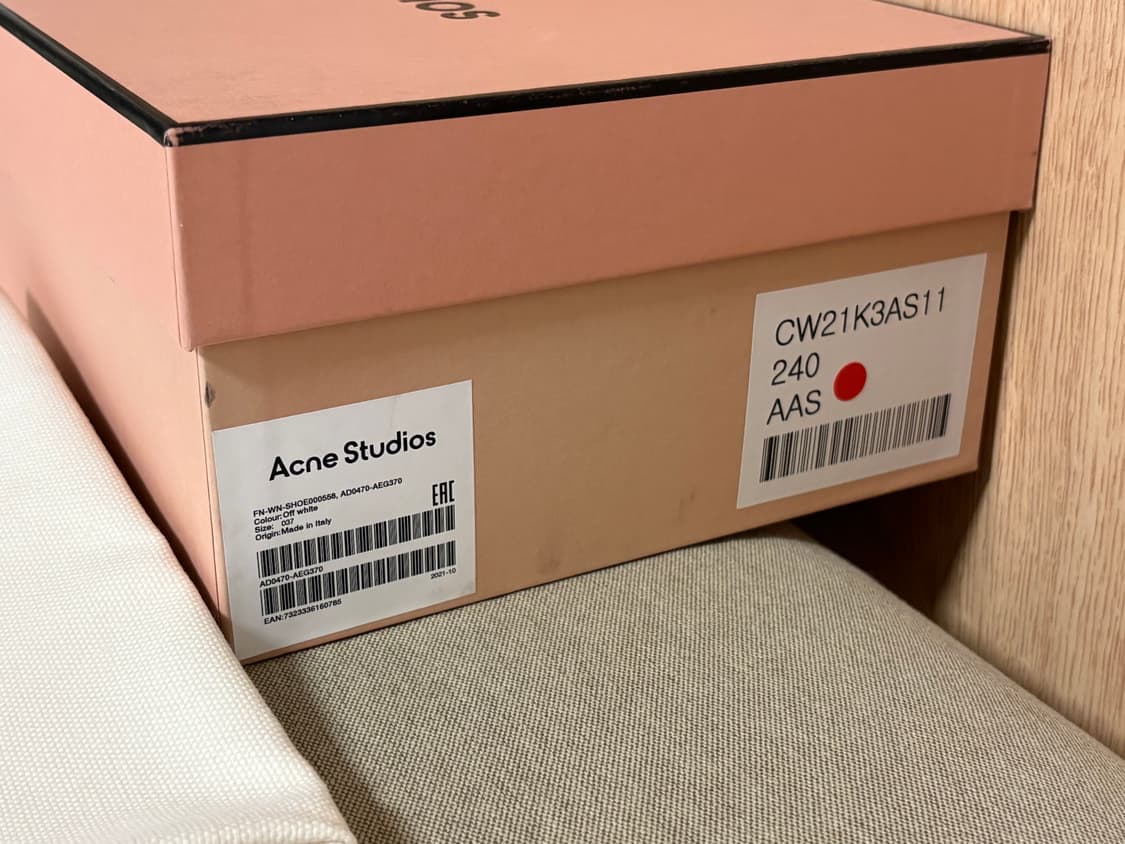 Acne Studios
FN-WN-SHOE000558, AD0470-AEG370
Colour: Off white
Size: 037
Origin: Made in Italy
EAC
AD0470-AEG370
2021-10
EAN:7323336160765
CW21K3AS11
240
AAS